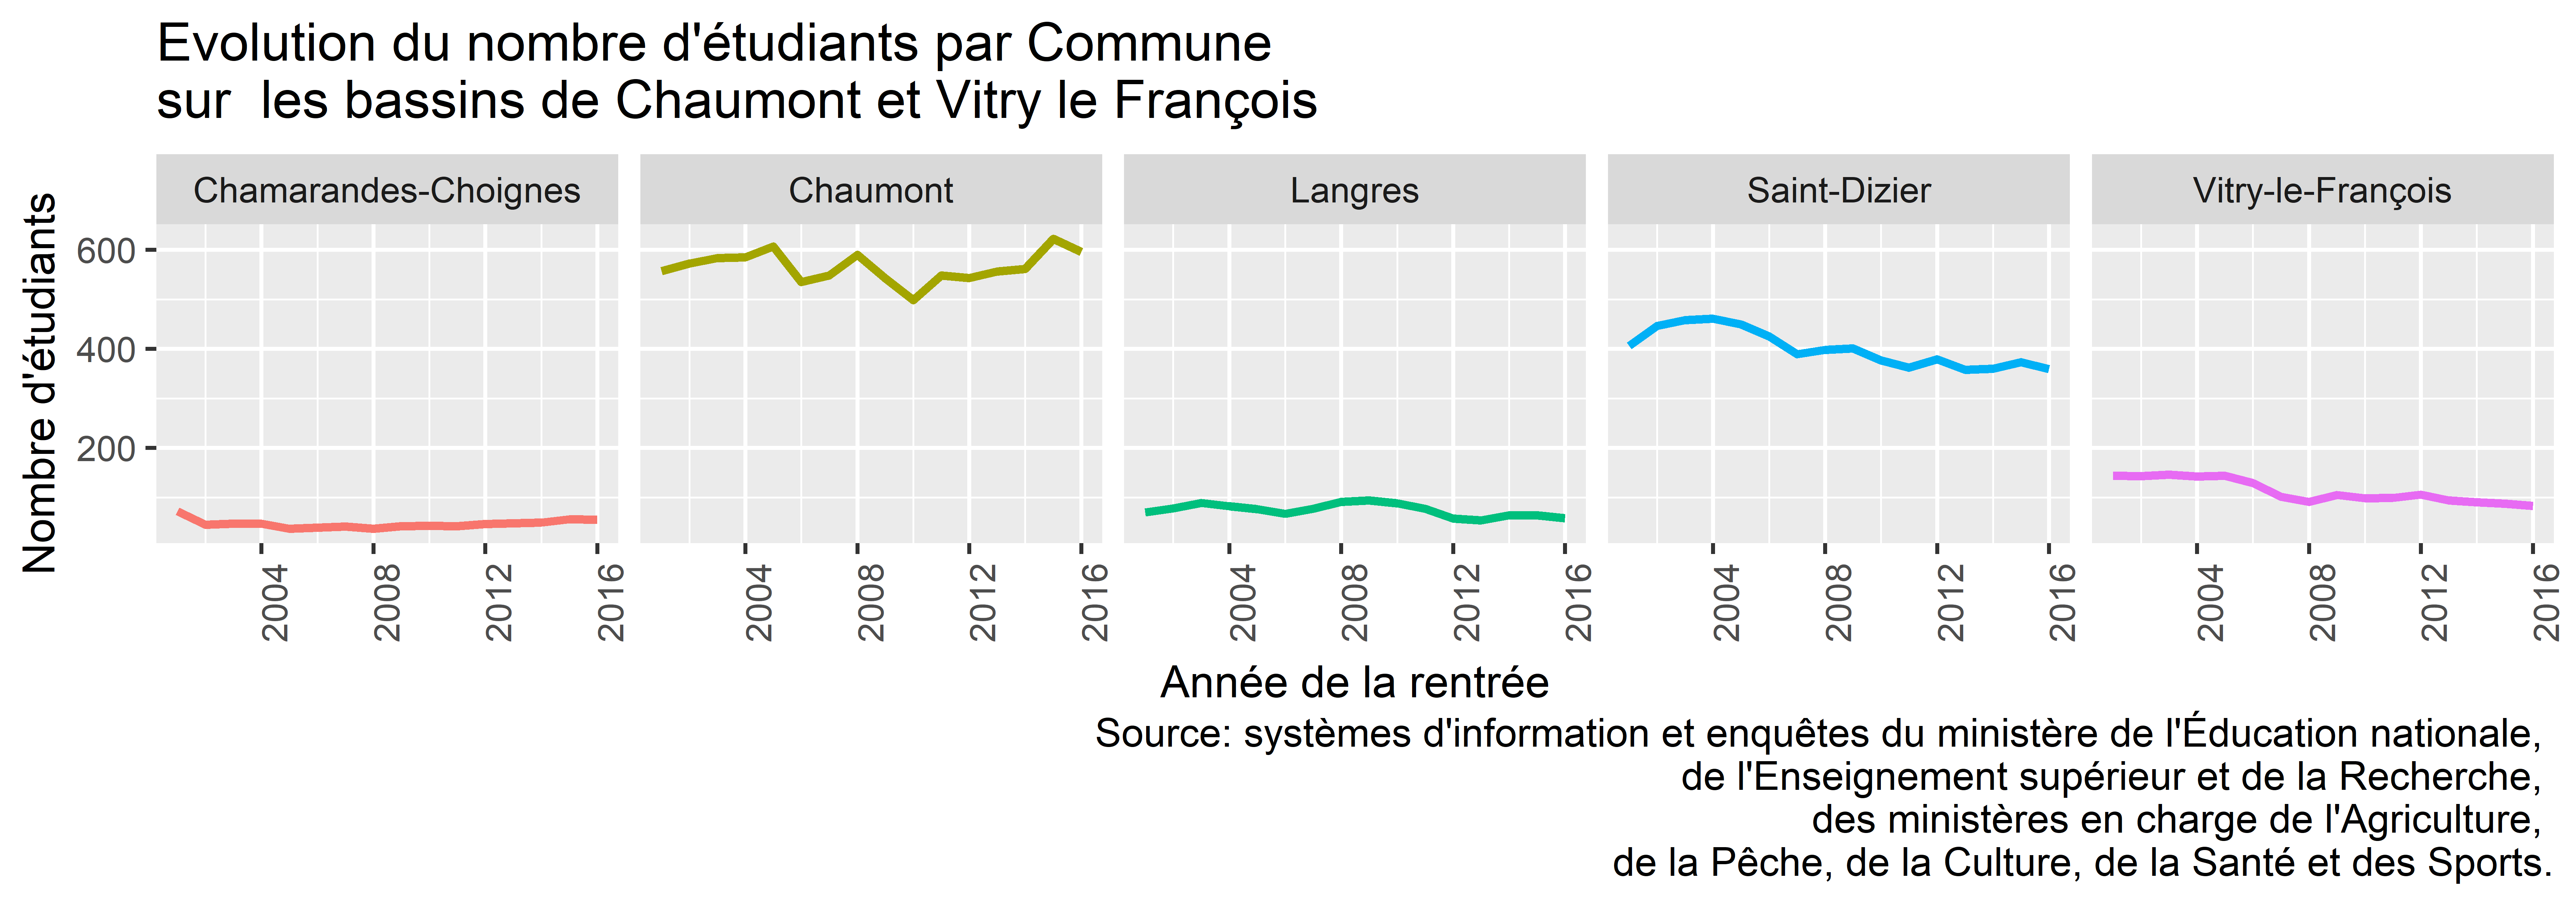 Evolution du nombre d'étudiants par Commune
sur  les bassins de Chaumont et Vitry le François
Chamarandes-Choignes
Chaumont
Langres
Saint-Dizier
Vitry-le-François
Nombre d'étudiants
600
400
200
2004
2008
2012
2016
2004
2008
2012
2016
2004
2008
2012
2016
2004
2008
2012
2016
2004
2008
2012
2016
Année de la rentrée
Source: systèmes d'information et enquêtes du ministère de l'Éducation nationale,
de l'Enseignement supérieur et de la Recherche,
des ministères en charge de l'Agriculture,
de la Pêche, de la Culture, de la Santé et des Sports.